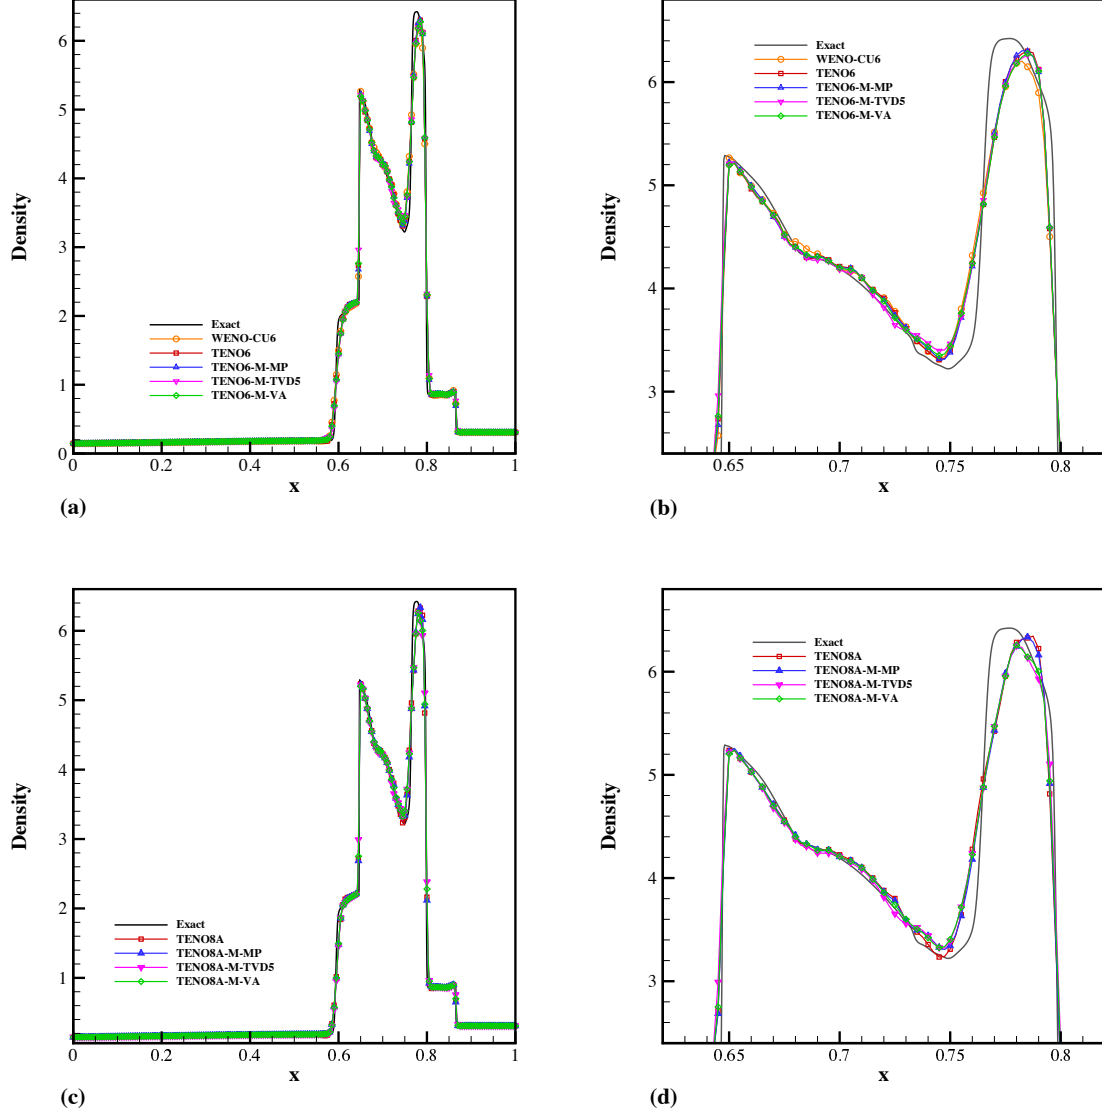 6
5
4
3
2
1
0
Density
Exact
WENO-CU6
TENO6
TENO6-M-MP
TENO6-M-TVD5
TENO6-M-VA
0 0.2 0.4 0.6 0.8 1
x
(a)
6
5
4
3
Density
Exact
WENO-CU6
TENO6
TENO6-M-MP
TENO6-M-TVD5
TENO6-M-VA
0.65 0.7 0.75 0.8
x
(b)
6
5
4
3
2
1
Density
Exact
TENO8A
TENO8A-M-MP
TENO8A-M-TVD5
TENO8A-M-VA
0 0.2 0.4 0.6 0.8 1
x
(c)
6
5
4
3
Density
Exact
TENO8A
TENO8A-M-MP
TENO8A-M-TVD5
TENO8A-M-VA
0.65 0.7 0.75 0.8
x
(d)